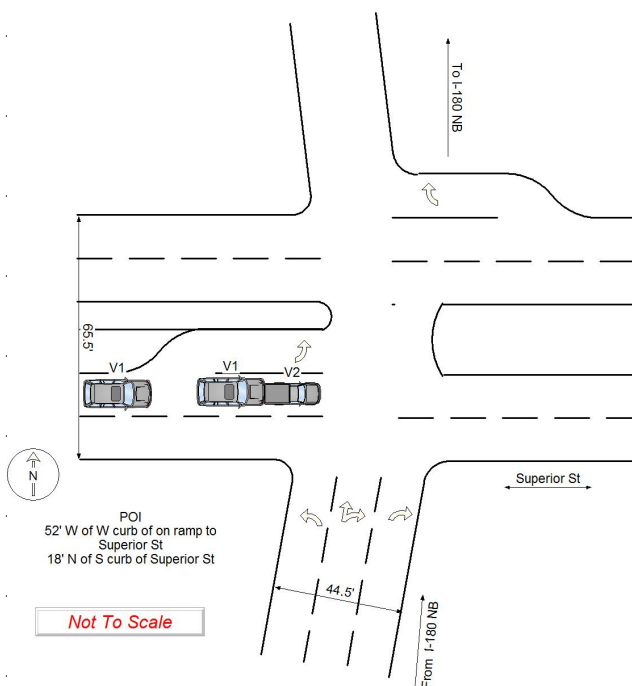 To I-180 NB
65.5'
V1
V1
V2
N
Superior St
POI
52' W of W curb of on ramp to
Superior St
18' N of S curb of Superior St
44.5'
Not To Scale
From I-180 NB